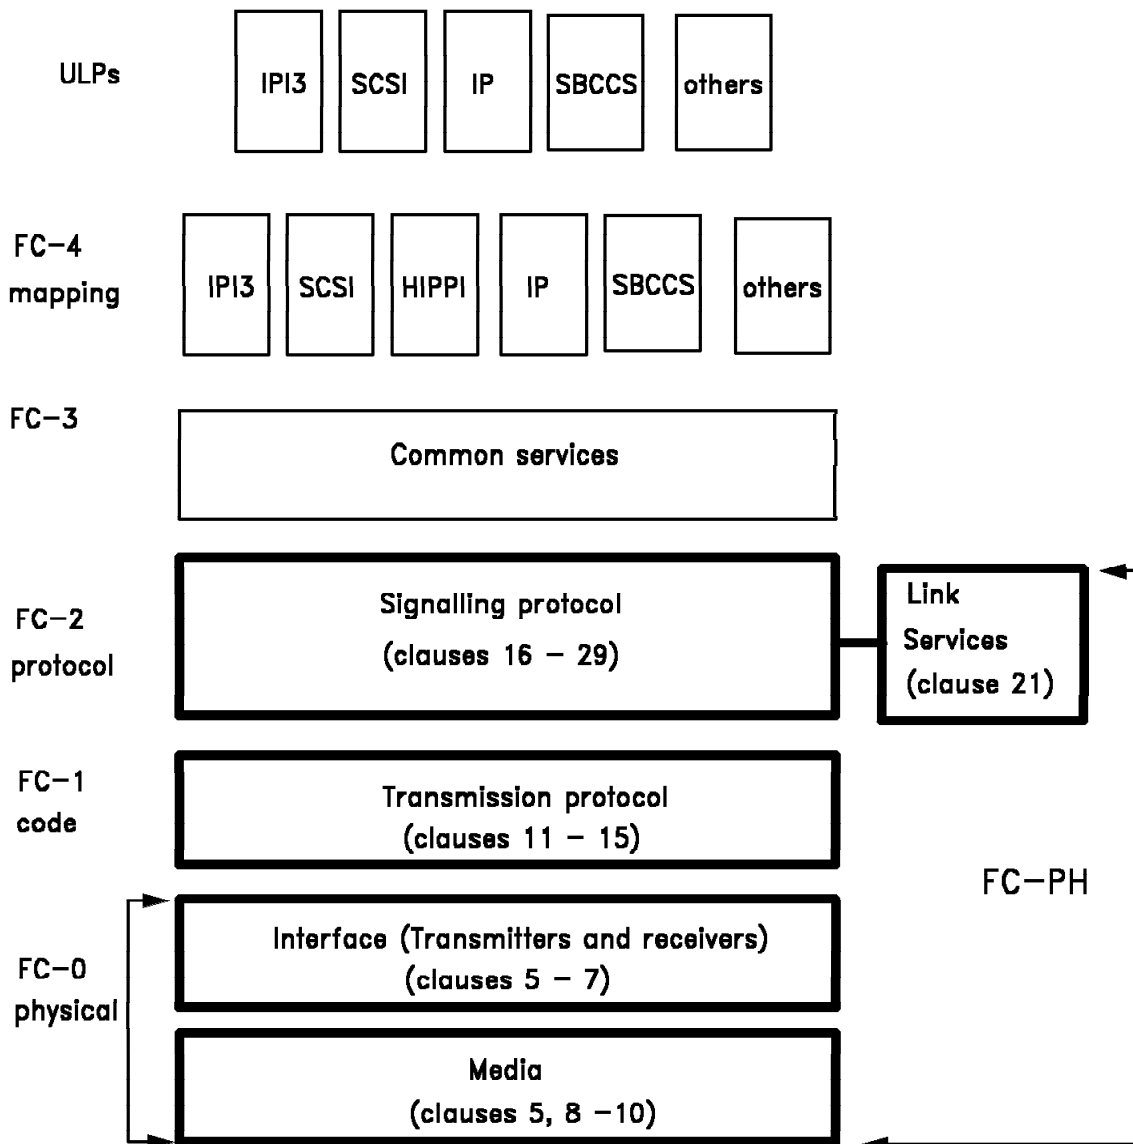 ULPs
IPI3 SCSI IP SBCCS others
FC-4
mapping
IPI3 SCSI HIPPI IP SBCCS others
FC-3
Common services
FC-2
protocol
Signalling protocol
(clauses 16 - 29)
Link
Services
(clause 21)
FC-1
code
Transmission protocol
(clauses 11 - 15)
FC-PH
FC-0
physical
Interface (Transmitters and receivers)
(clauses 5 - 7)
Media
(clauses 5, 8 -10)